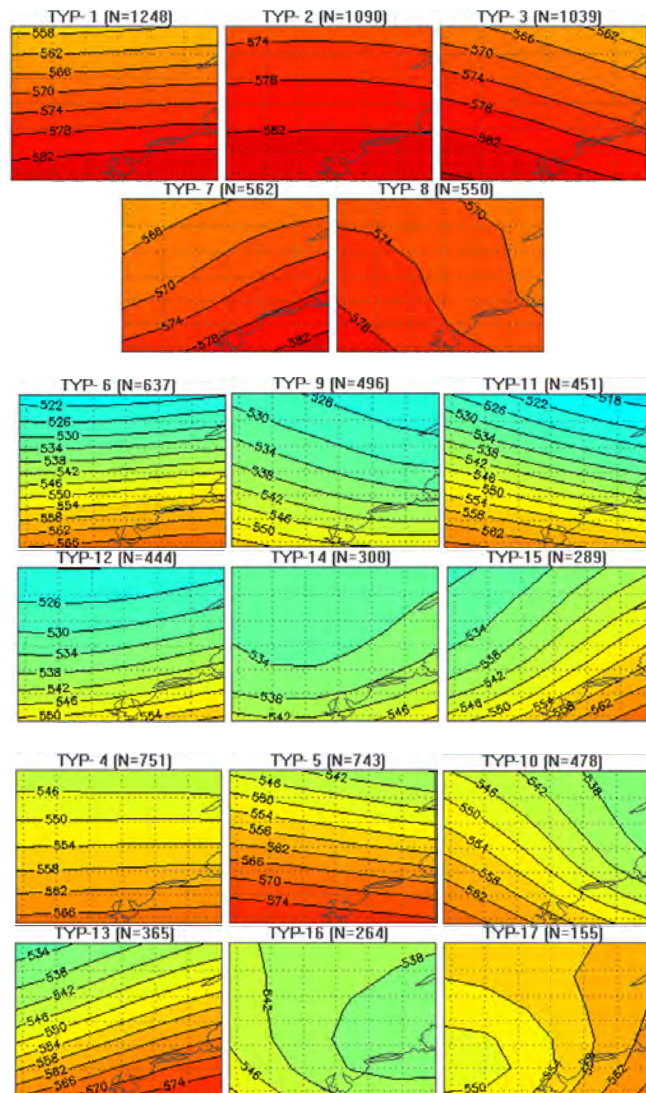 TYP- 1 (N=1248) TYP- 2 (N=1090) TYP- 3 (N=1039)
558 562 566 570 574 578 582
574 578 582
562 566 570 574 578 582
TYP- 7 (N=562) TYP- 8 (N=550)
566 570 574 578 582
570 574 578
TYP- 6 (N=637) TYP- 9 (N=496) TYP-11 (N=451)
522 526 530 534 538 542 546 550 554 558 562 566
526 530 534 538 542 546 550
518 522 526 530 534 538 542 546 550 554 558 562
TYP-12 (N=444) TYP-14 (N=300) TYP-15 (N=289)
526 530 534 538 542 546 550 554
534 538 542 546
534 538 542 546 550 554 558 562
TYP- 4 (N=751) TYP- 5 (N=743) TYP-10 (N=478)
546 550 554 558 562 566
542 546 550 554 558 562 566 570 574
538 542 546 550 554 558 562
TYP-13 (N=365) TYP-16 (N=264) TYP-17 (N=155)
534 538 542 546 550 554 558 562 566 570 574
538 542 546
550 554